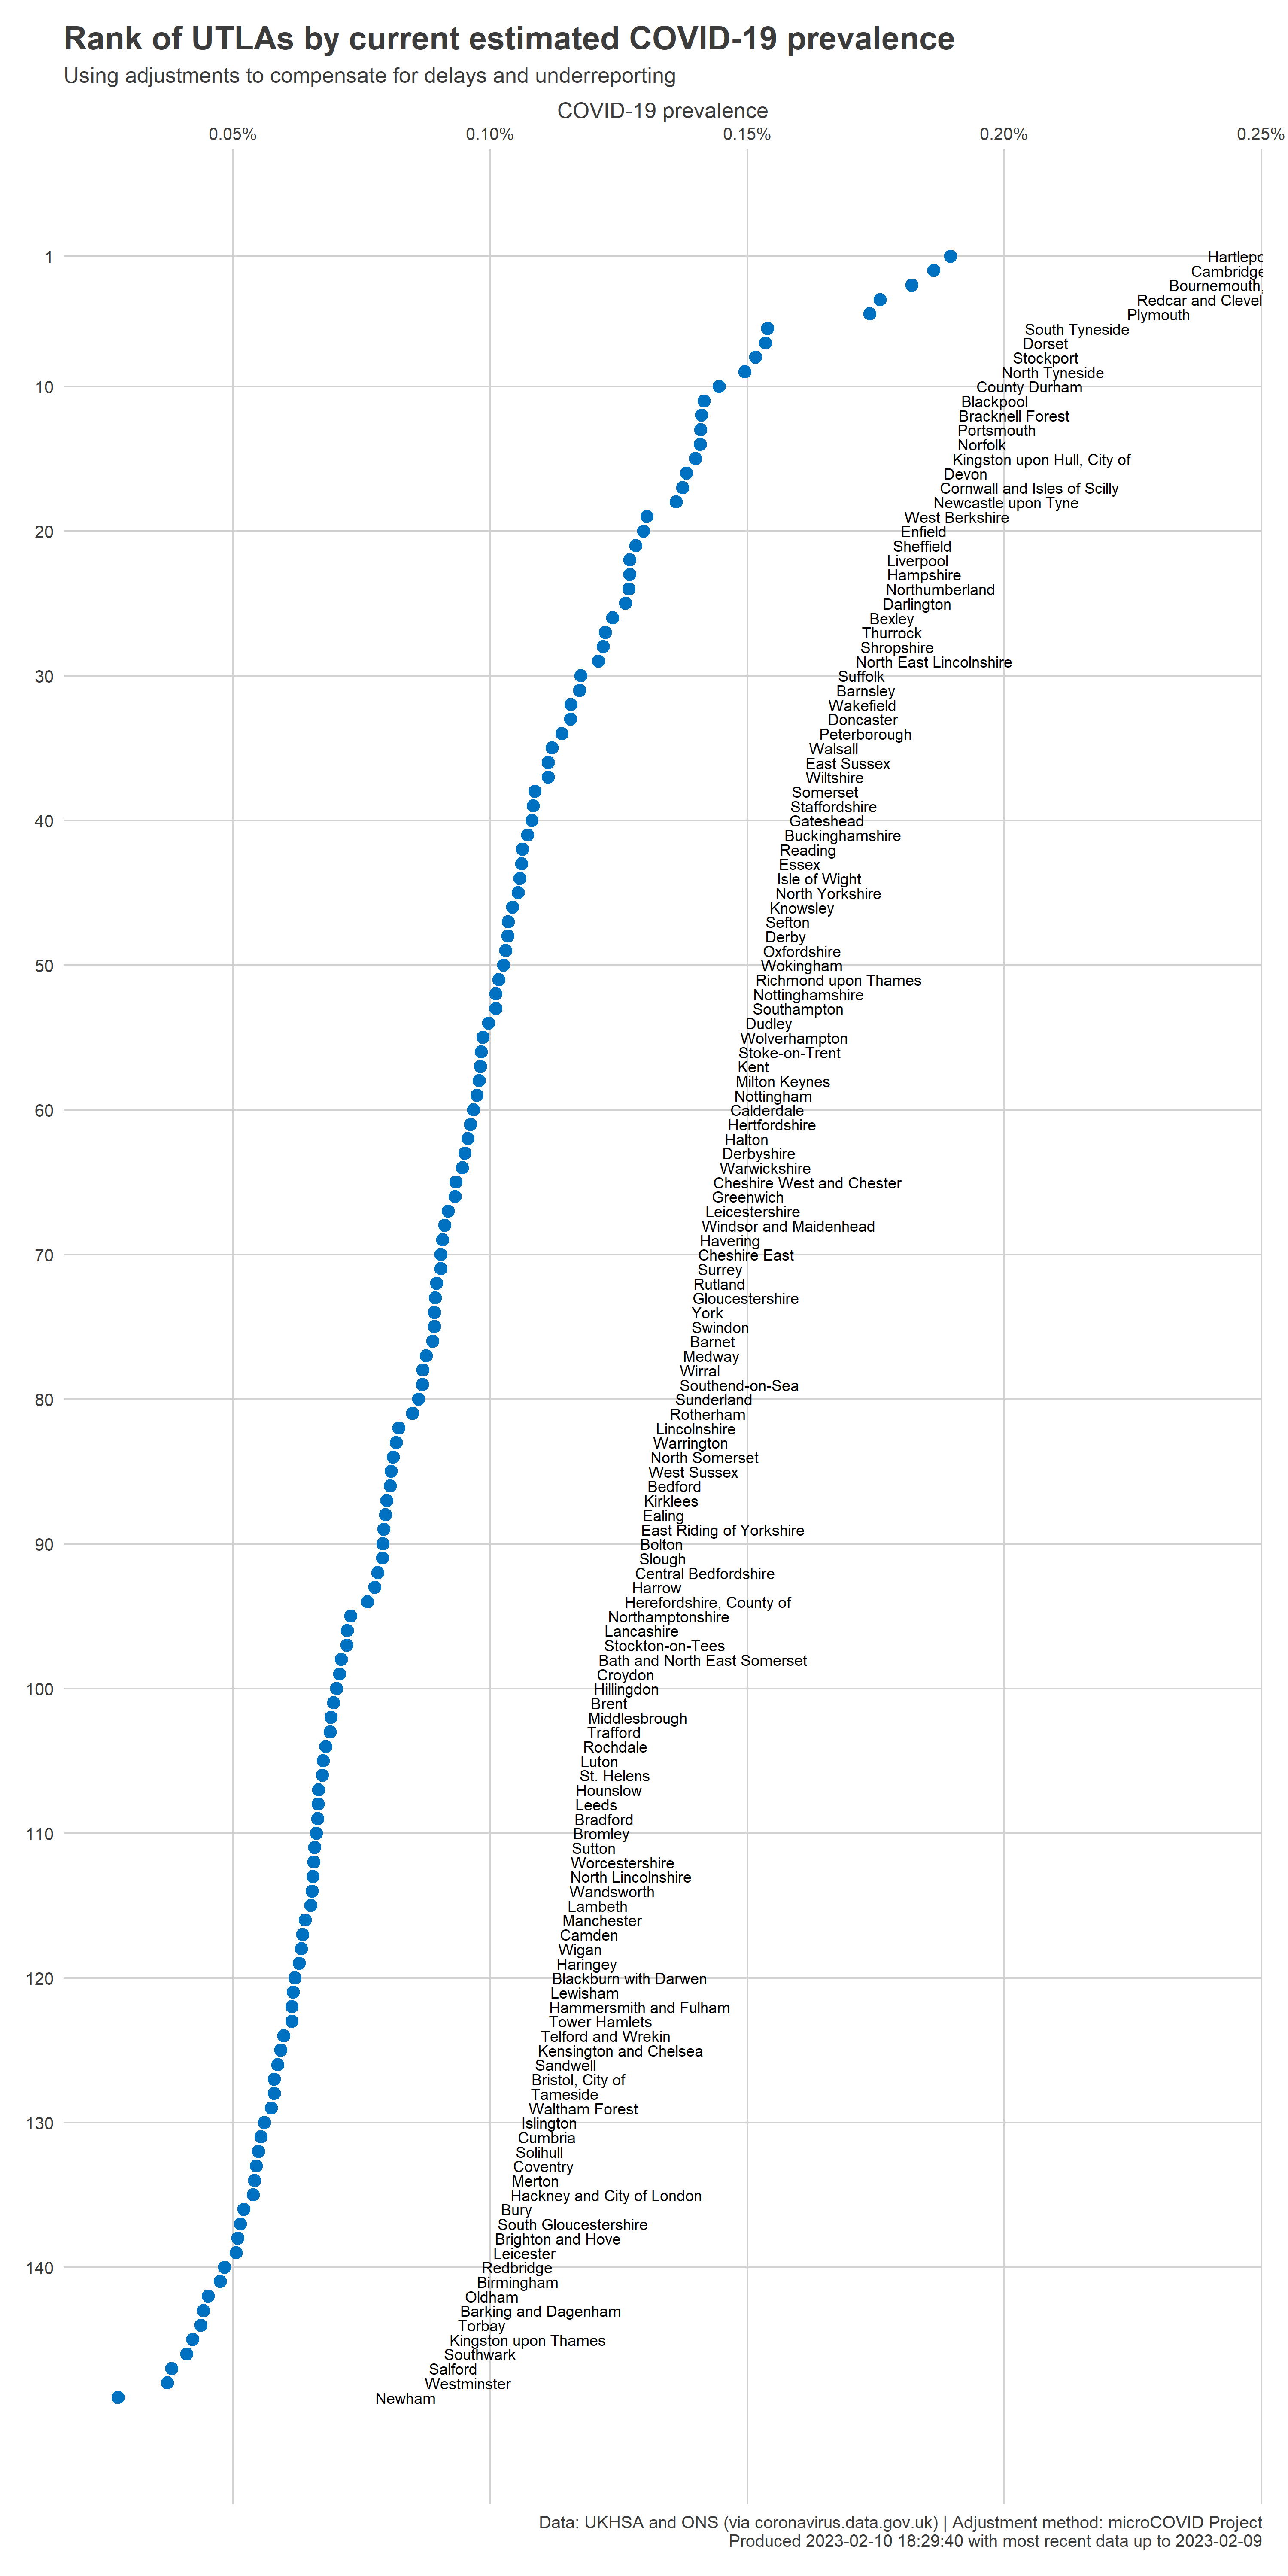 Rank of UTLAs by current estimated COVID-19 prevalence
Using adjustments to compensate for delays and underreporting
COVID-19 prevalence
0.05% 0.10% 0.15% 0.20% 0.25%
1 Hartlepo
Cambridge
Bournemouth,
Redcar and Clevel
Plymouth
South Tyneside
Dorset
Stockport
North Tyneside
10 County Durham
Blackpool
Bracknell Forest
Portsmouth
Norfolk
Kingston upon Hull, City of
Devon
Cornwall and Isles of Scilly
Newcastle upon Tyne
West Berkshire
20 Enfield
Sheffield
Liverpool
Hampshire
Northumberland
Darlington
Bexley
Thurrock
Shropshire
North East Lincolnshire
30 Suffolk
Barnsley
Wakefield
Doncaster
Peterborough
Walsall
East Sussex
Wiltshire
Somerset
Staffordshire
40 Gateshead
Buckinghamshire
Reading
Essex
Isle of Wight
North Yorkshire
Knowsley
Sefton
Derby
Oxfordshire
50 Wokingham
Richmond upon Thames
Nottinghamshire
Southampton
Dudley
Wolverhampton
Stoke-on-Trent
Kent
Milton Keynes
Nottingham
60 Calderdale
Hertfordshire
Halton
Derbyshire
Warwickshire
Cheshire West and Chester
Greenwich
Leicestershire
Windsor and Maidenhead
Havering
70 Cheshire East
Surrey
Rutland
Gloucestershire
York
Swindon
Barnet
Medway
Wirral
Southend-on-Sea
80 Sunderland
Rotherham
Lincolnshire
Warrington
North Somerset
West Sussex
Bedford
Kirklees
Ealing
East Riding of Yorkshire
90 Bolton
Slough
Central Bedfordshire
Harrow
Herefordshire, County of
Northamptonshire
Lancashire
Stockton-on-Tees
Bath and North East Somerset
Croydon
100 Hillingdon
Brent
Middlesbrough
Trafford
Rochdale
Luton
St. Helens
Hounslow
Leeds
Bradford
110 Bromley
Sutton
Worcestershire
North Lincolnshire
Wandsworth
Lambeth
Manchester
Camden
Wigan
Haringey
120 Blackburn with Darwen
Lewisham
Hammersmith and Fulham
Tower Hamlets
Telford and Wrekin
Kensington and Chelsea
Sandwell
Bristol, City of
Tameside
Waltham Forest
130 Islington
Cumbria
Solihull
Coventry
Merton
Hackney and City of London
Bury
South Gloucestershire
Brighton and Hove
Leicester
140 Redbridge
Birmingham
Oldham
Barking and Dagenham
Torbay
Kingston upon Thames
Southwark
Salford
Westminster
Newham
Data: UKHSA and ONS (via coronavirus.data.gov.uk) | Adjustment method: microCOVID Project
Produced 2023-02-10 18:29:40 with most recent data up to 2023-02-09